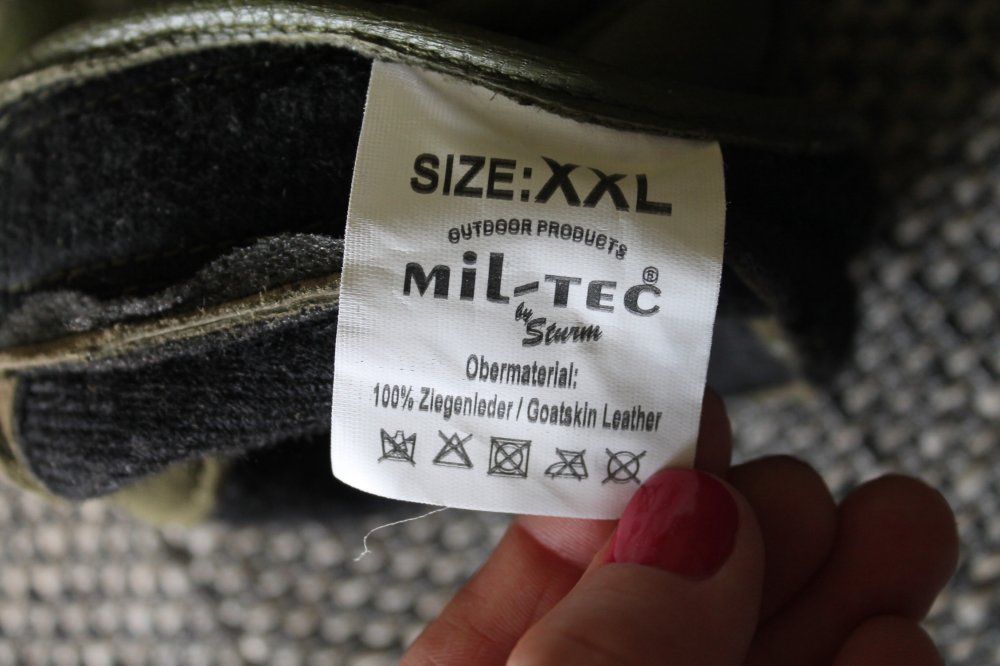 SIZE: XXL
OUTDOOR PRODUCTS
MiL-TEC®
by Sturm
Obermaterial:
100% Ziegenleder / Goatskin Leather